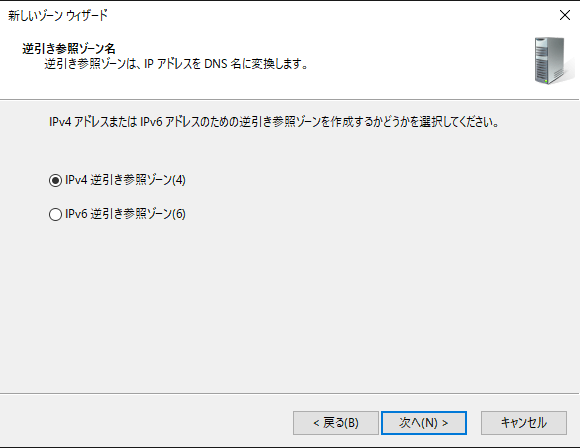 新しいゾーン ウィザード
逆引き参照ゾーン名
逆引き参照ゾーンは、IP アドレスを DNS 名に変換します。
IPv4 アドレスまたは IPv6 アドレスのための逆引き参照ゾーンを作成するかどうかを選択してください。
IPv4 逆引き参照ゾーン(4)
IPv6 逆引き参照ゾーン(6)
< 戻る(B) 次へ(N) > キャンセル